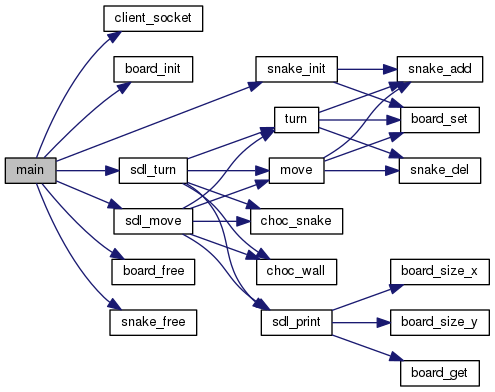 client_socket
board_init
snake_init
snake_add
turn
board_set
main
sdl_turn
move
snake_del
sdl_move
choc_snake
board_free
choc_wall
board_size_x
snake_free
sdl_print
board_size_y
board_get